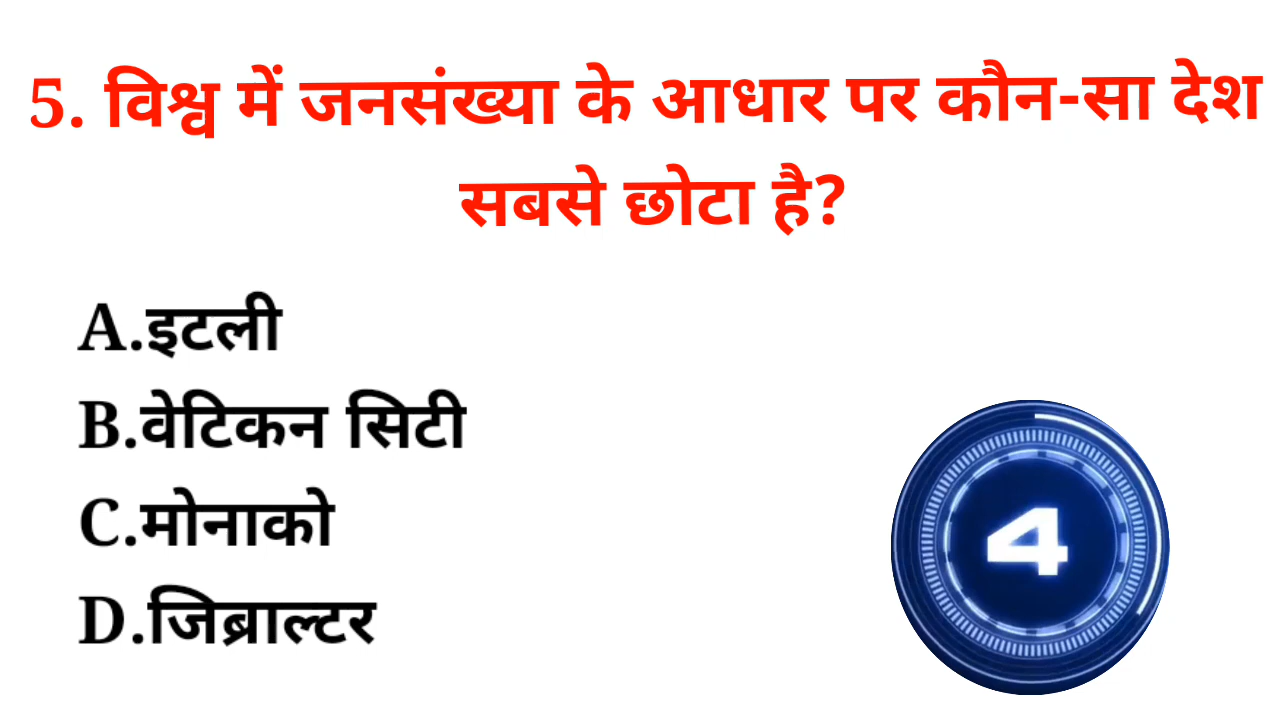 5. विश्व में जनसंख्या के आधार पर कौन-सा देश
सबसे छोटा है?
A.इटली
B.वेटिकन सिटी
C.मोनाको
D.जिब्राल्टर
4